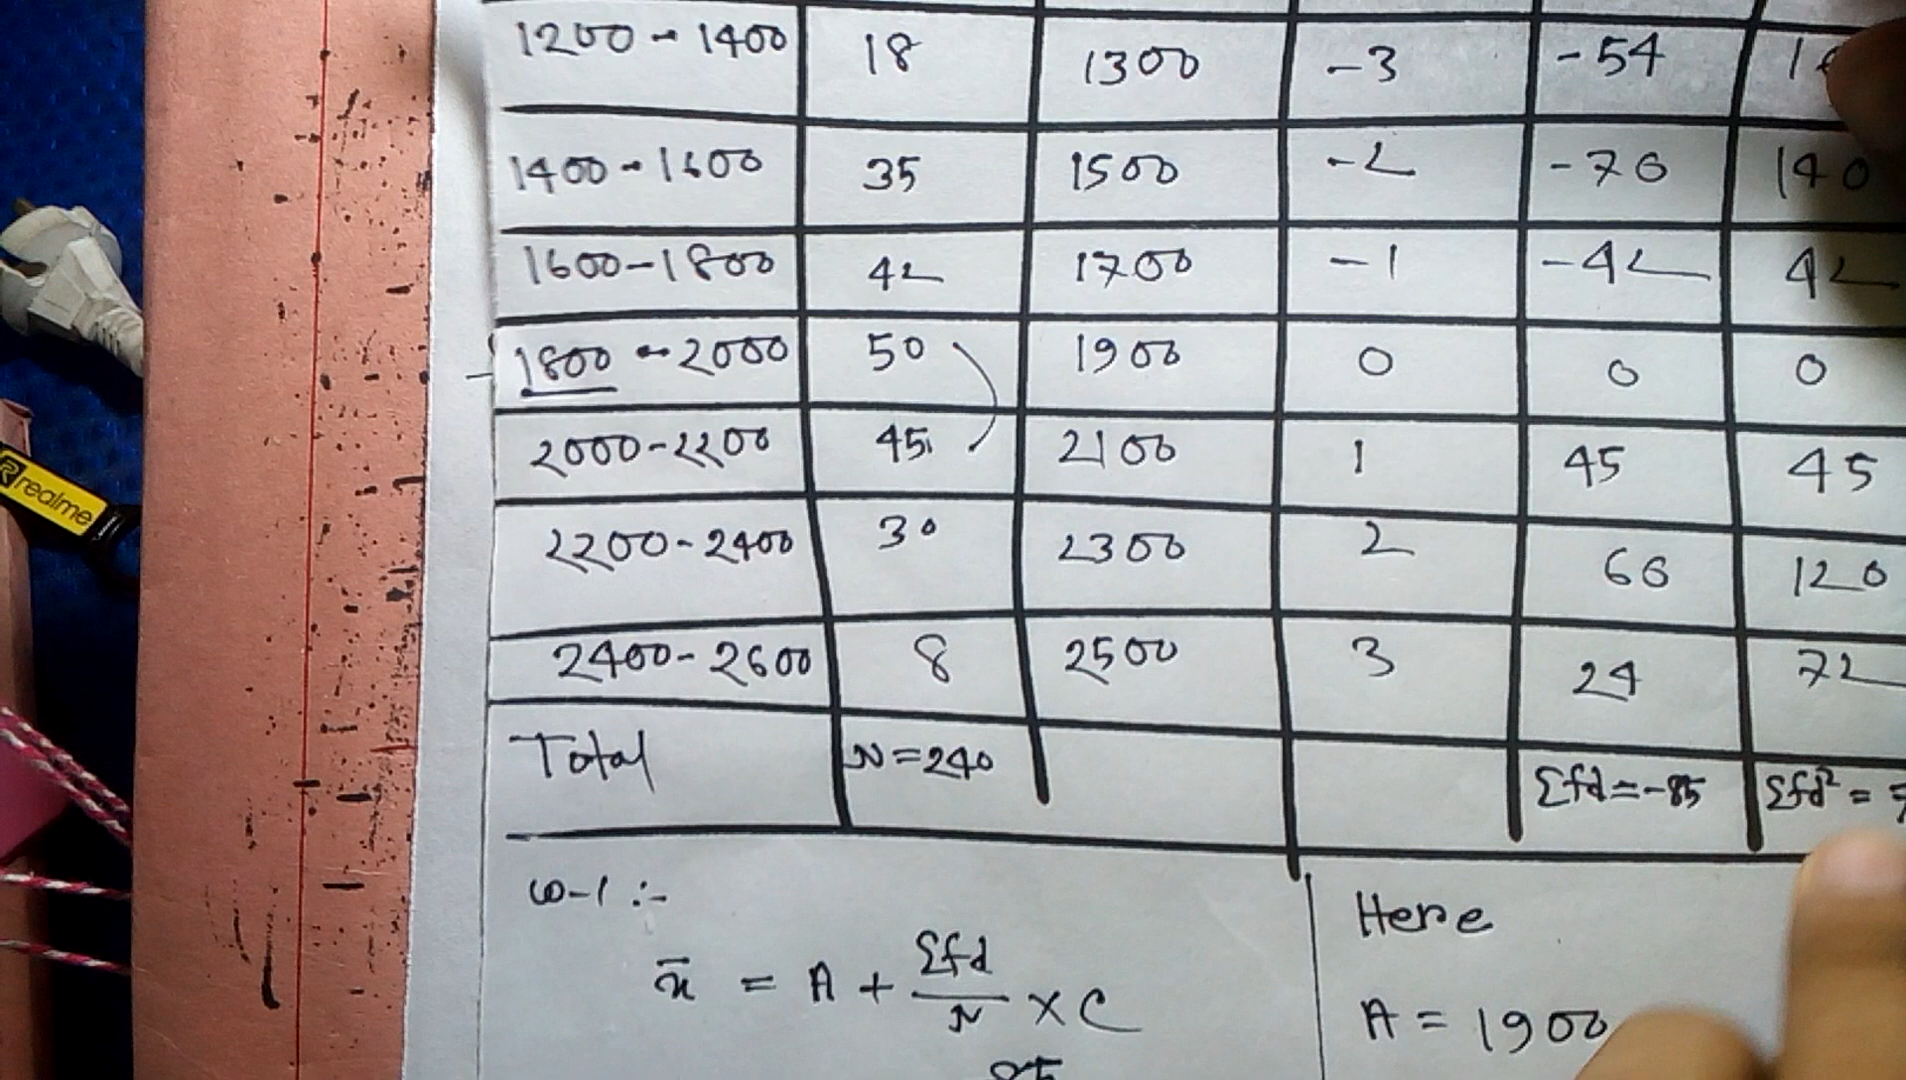 1200-1400 18 1300 -3 -54
1400-1600 35 1500 -2 -70 140
1600-1800 42 1700 -1 -42 42
1800-2000 50 1900 0 0 0
2000-2200 45 2100 1 45 45
2200-2400 30 2300 2 60 120
2400-2600 8 2500 3 24 72
Total N=240 Σfd=-85 Σfd²=
w-1:-
Here
x̄ = A + Σfd/N × C
A = 1900
realme